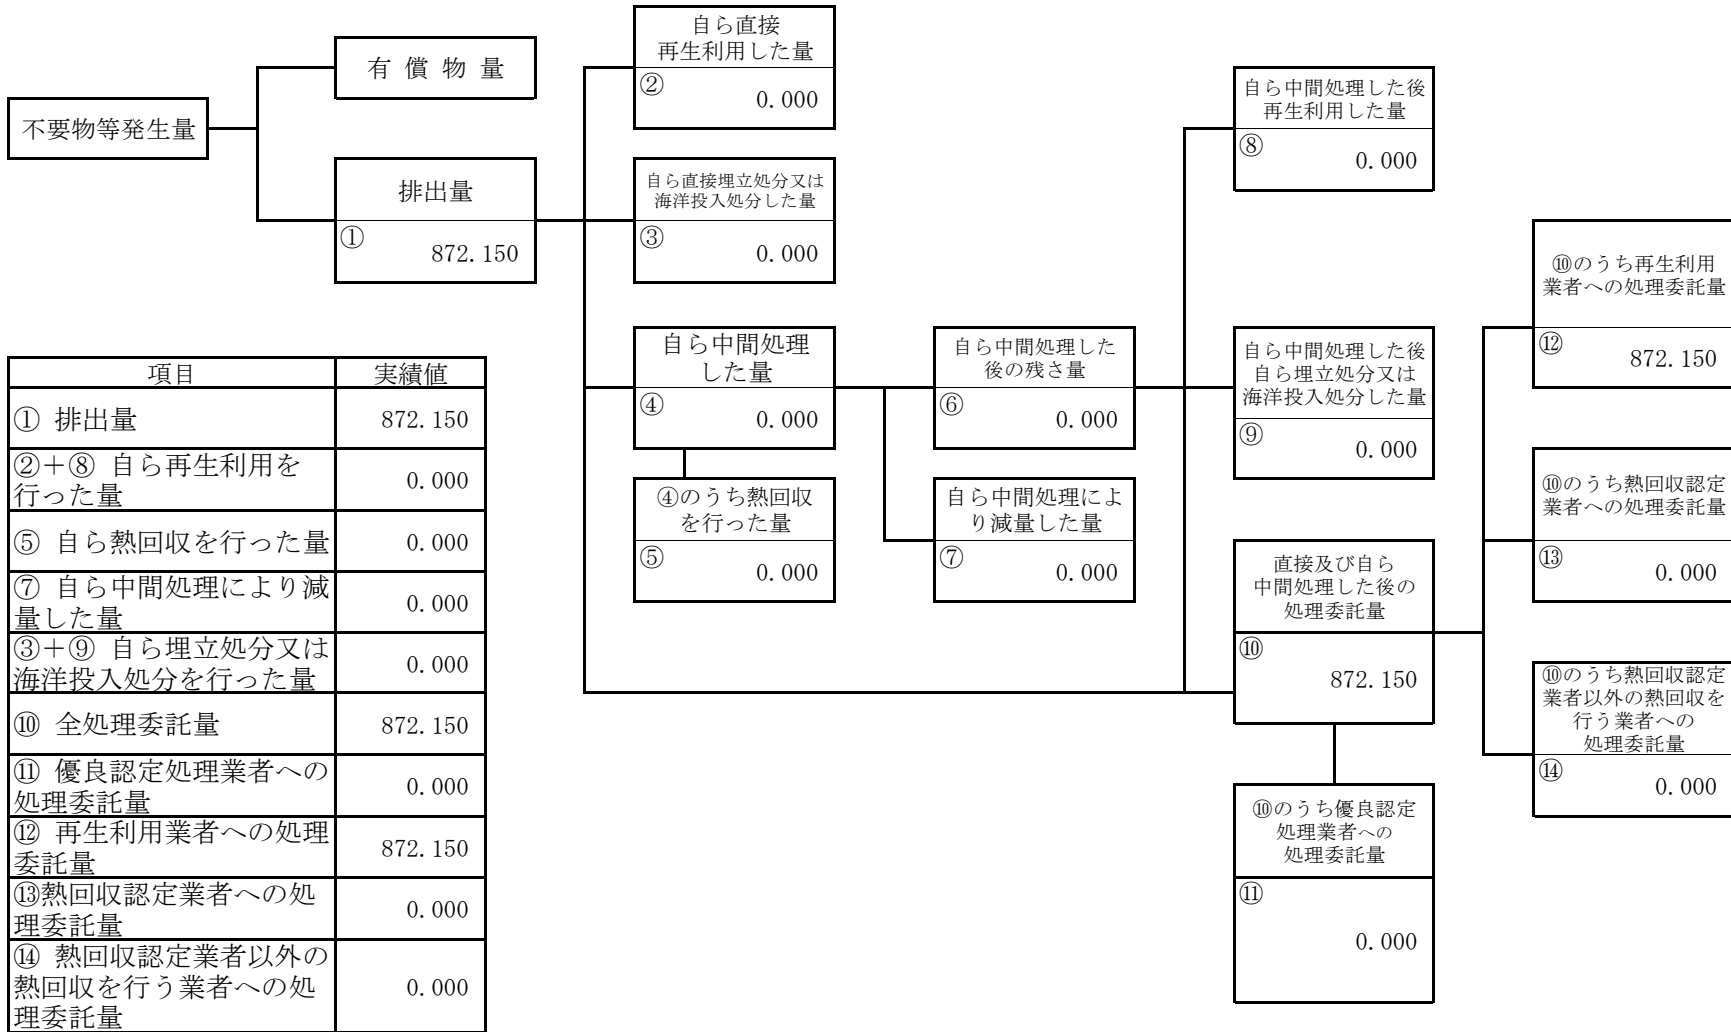 不要物等発生量
有 償 物 量
排出量
①
872.150
自ら直接
再生利用した量
②
0.000
自ら直接埋立処分又は
海洋投入処分した量
③
0.000
自ら中間処理
した量
④
0.000
④のうち熱回収
を行った量
⑤
0.000
自ら中間処理した
後の残さ量
⑥
0.000
自ら中間処理によ
り減量した量
⑦
0.000
自ら中間処理した後
再生利用した量
⑧
0.000
自ら中間処理した後
自ら埋立処分又は
海洋投入処分した量
⑨
0.000
直接及び自ら
中間処理した後の
処理委託量
⑩
872.150
⑩のうち優良認定
処理業者への
処理委託量
⑪
0.000
⑩のうち再生利用
業者への処理委託量
⑫
872.150
⑩のうち熱回収認定
業者への処理委託量
⑬
0.000
⑩のうち熱回収認定
業者以外の熱回収を
行う業者への
処理委託量
⑭
0.000
項目 実績値
① 排出量 872.150
②＋⑧ 自ら再生利用を
行った量 0.000
⑤ 自ら熱回収を行った量 0.000
⑦ 自ら中間処理により減
量した量 0.000
③＋⑨ 自ら埋立処分又は
海洋投入処分を行った量 0.000
⑩ 全処理委託量 872.150
⑪ 優良認定処理業者への
処理委託量 0.000
⑫ 再生利用業者への処理
委託量 872.150
⑬熱回収認定業者への処
理委託量 0.000
⑭ 熱回収認定業者以外の
熱回収を行う業者への処
理委託量 0.000